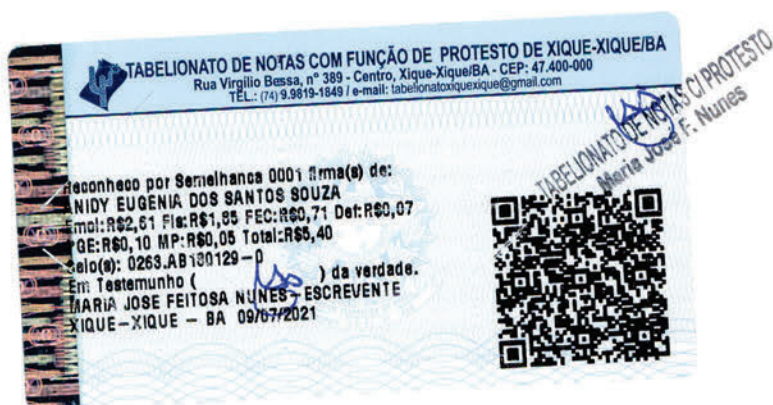 TABELIONATO DE NOTAS COM FUNÇÃO DE PROTESTO DE XIQUE-XIQUE/BA
Rua Virgílio Bessa, nº 389 - Centro, Xique-Xique/BA - CEP: 47.400-000
TEL.: (74) 9.9819-1849 / e-mail: tabelionatoxiquexique@gmail.com
TABELIONATO DE NOTAS C/ PROTESTO
Maria José F. Nunes
Reconheco por Semelhanca 0001 firma(s) de:
ANIDY EUGENIA DOS SANTOS SOUZA
Emol:R$2,61 Fis:R$1,85 FEC:R$0,71 Def:R$0,07
PGE:R$0,10 MP:R$0,05 Total:R$5,40
Selo(s): 0263.AB130129-0
Em Testemunho ( ) da verdade.
MARIA JOSE FEITOSA NUNES-ESCREVENTE
XIQUE-XIQUE - BA 09/07/2021